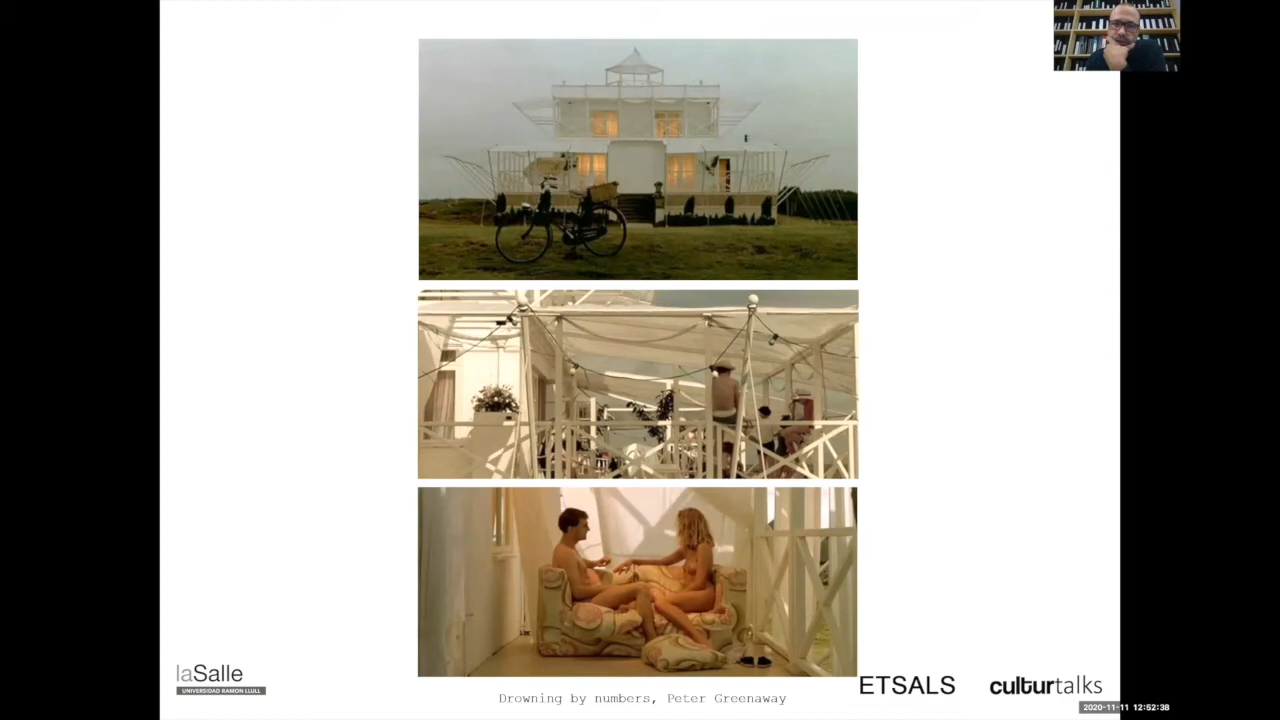 laSalle
UNIVERSIDAD RAMON LLULL
Drowning by numbers, Peter Greenaway
ETSALS
culturtalks
2020-11-11 12:52:38